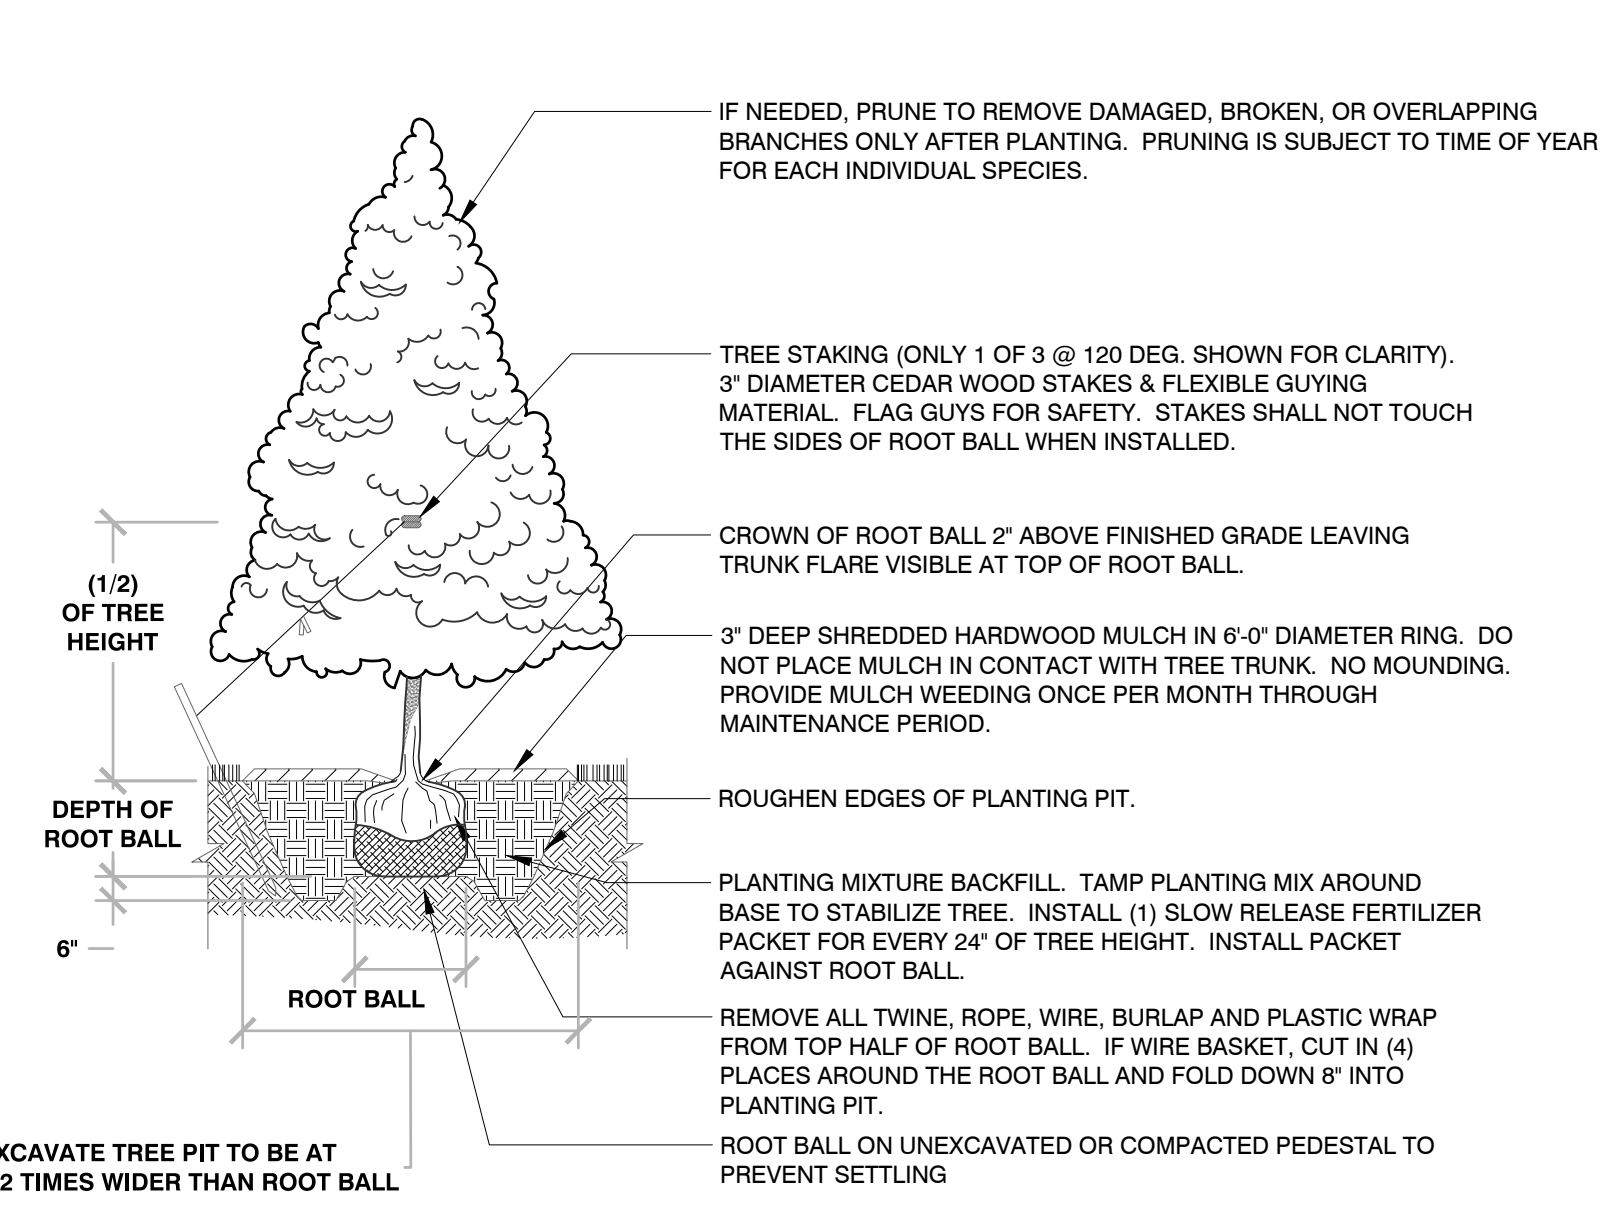 IF NEEDED, PRUNE TO REMOVE DAMAGED, BROKEN, OR OVERLAPPING
BRANCHES ONLY AFTER PLANTING. PRUNING IS SUBJECT TO TIME OF YEAR
FOR EACH INDIVIDUAL SPECIES.
TREE STAKING (ONLY 1 OF 3 @ 120 DEG. SHOWN FOR CLARITY).
3" DIAMETER CEDAR WOOD STAKES & FLEXIBLE GUYING
MATERIAL. FLAG GUYS FOR SAFETY. STAKES SHALL NOT TOUCH
THE SIDES OF ROOT BALL WHEN INSTALLED.
CROWN OF ROOT BALL 2" ABOVE FINISHED GRADE LEAVING
TRUNK FLARE VISIBLE AT TOP OF ROOT BALL.
(1/2)
OF TREE
HEIGHT
3" DEEP SHREDDED HARDWOOD MULCH IN 6'-0" DIAMETER RING. DO
NOT PLACE MULCH IN CONTACT WITH TREE TRUNK. NO MOUNDING.
PROVIDE MULCH WEEDING ONCE PER MONTH THROUGH
MAINTENANCE PERIOD.
DEPTH OF
ROOT BALL
ROUGHEN EDGES OF PLANTING PIT.
PLANTING MIXTURE BACKFILL. TAMP PLANTING MIX AROUND
BASE TO STABILIZE TREE. INSTALL (1) SLOW RELEASE FERTILIZER
PACKET FOR EVERY 24" OF TREE HEIGHT. INSTALL PACKET
AGAINST ROOT BALL.
6"
ROOT BALL
REMOVE ALL TWINE, ROPE, WIRE, BURLAP AND PLASTIC WRAP
FROM TOP HALF OF ROOT BALL. IF WIRE BASKET, CUT IN (4)
PLACES AROUND THE ROOT BALL AND FOLD DOWN 8" INTO
PLANTING PIT.
XCAVATE TREE PIT TO BE AT
2 TIMES WIDER THAN ROOT BALL
ROOT BALL ON UNEXCAVATED OR COMPACTED PEDESTAL TO
PREVENT SETTLING